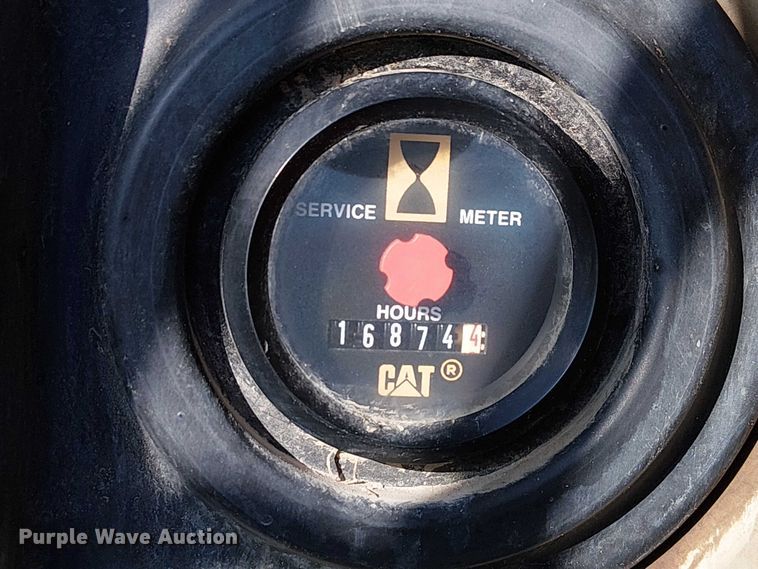 SERVICE METER
HOURS
168744
CAT®
Purple Wave Auction